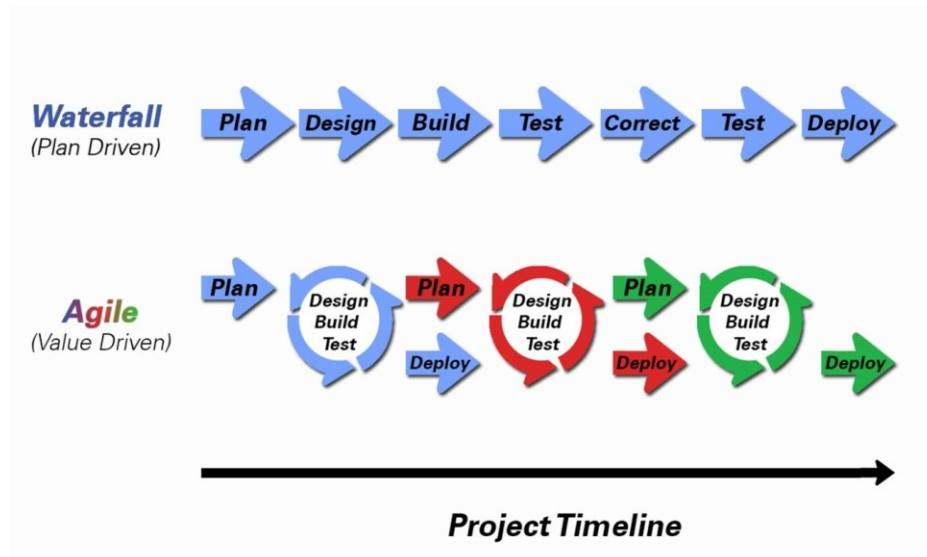 Waterfall
(Plan Driven)
Plan
Design
Build
Test
Correct
Test
Deploy
Agile
(Value Driven)
Plan
Design
Build
Test
Plan
Deploy
Design
Build
Test
Plan
Deploy
Design
Build
Test
Deploy
Project Timeline